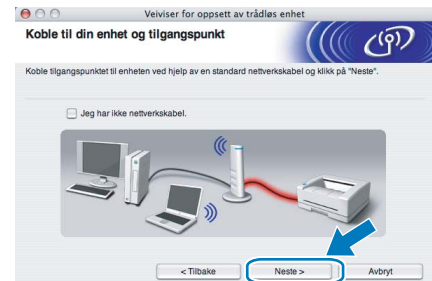 Veiviser for oppsett av trådløs enhet
Koble til din enhet og tilgangspunkt
Koble tilgangspunktet til enheten ved hjelp av en standard nettverkskabel og klikk på "Neste".
Jeg har ikke nettverkskabel.
< Tilbake
Neste >
Avbryt